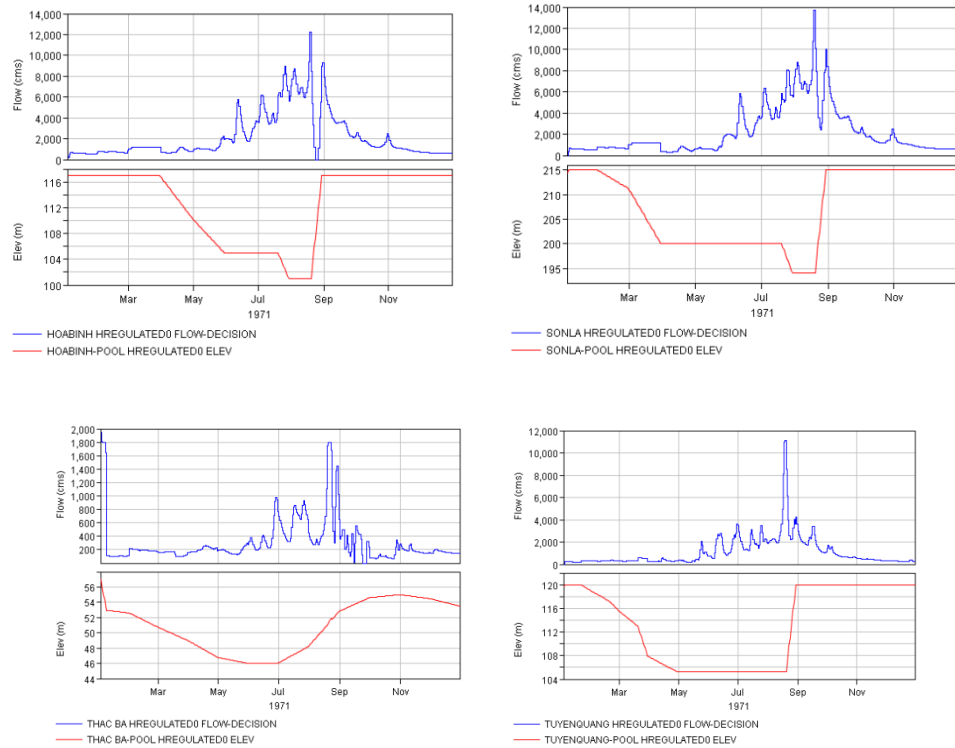 14,000
12,000
10,000
8,000
6,000
4,000
2,000
0
Flow (cms)
116
112
108
104
100
Elev (m)
Mar May Jul Sep Nov
1971
HOABINH HREGULATED0 FLOW-DECISION
HOABINH-POOL HREGULATED0 ELEV
14,000
12,000
10,000
8,000
6,000
4,000
2,000
0
Flow (cms)
215
210
205
200
195
Elev (m)
Mar May Jul Sep Nov
1971
SONLA HREGULATED0 FLOW-DECISION
SONLA-POOL HREGULATED0 ELEV
2,000
1,800
1,600
1,400
1,200
1,000
800
600
400
200
Flow (cms)
56
54
52
50
48
46
44
Elev (m)
Mar May Jul Sep Nov
1971
THAC BA HREGULATED0 FLOW-DECISION
THAC BA-POOL HREGULATED0 ELEV
12,000
10,000
8,000
6,000
4,000
2,000
0
Flow (cms)
120
116
112
108
104
Elev (m)
Mar May Jul Sep Nov
1971
TUYENQUANG HREGULATED0 FLOW-DECISION
TUYENQUANG-POOL HREGULATED0 ELEV